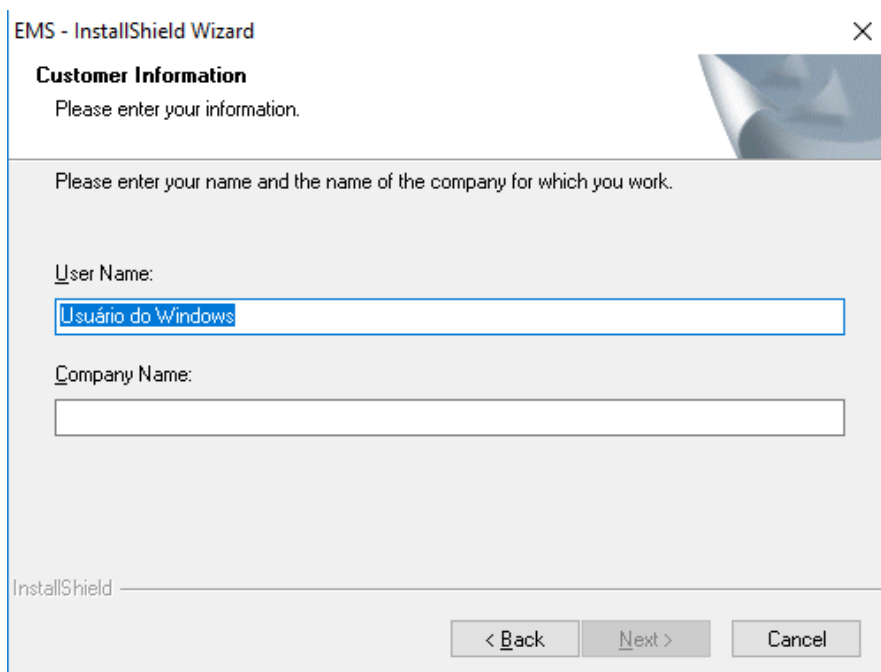 EMS - InstallShield Wizard
Customer Information
Please enter your information.
Please enter your name and the name of the company for which you work.
User Name:
Usuário do Windows
Company Name:
InstallShield
< Back
Next >
Cancel